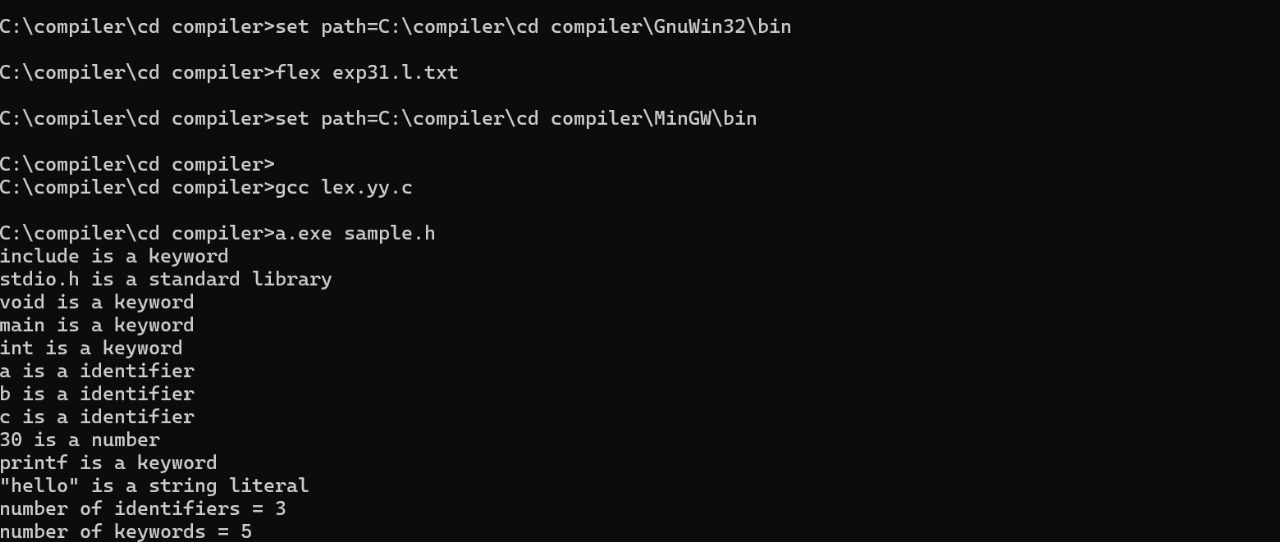 C:\compiler\cd compiler>set path=C:\compiler\cd compiler\GnuWin32\bin
C:\compiler\cd compiler>flex exp31.l.txt
C:\compiler\cd compiler>set path=C:\compiler\cd compiler\MinGW\bin
C:\compiler\cd compiler>
C:\compiler\cd compiler>gcc lex.yy.c
C:\compiler\cd compiler>a.exe sample.h
include is a keyword
stdio.h is a standard library
void is a keyword
main is a keyword
int is a keyword
a is a identifier
b is a identifier
c is a identifier
30 is a number
printf is a keyword
"hello" is a string literal
number of identifiers = 3
number of keywords = 5